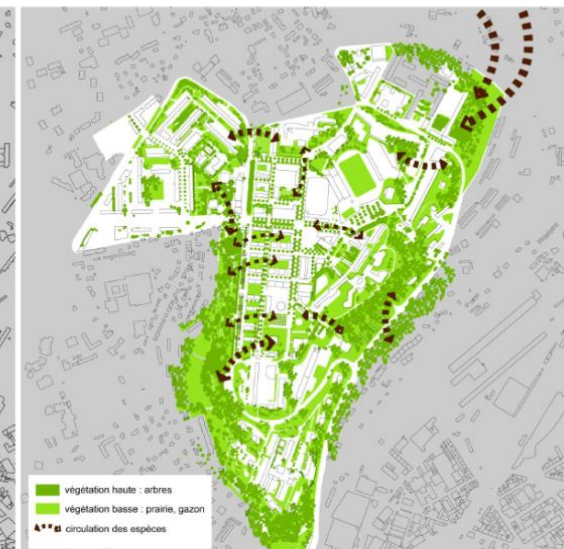 végétation haute : arbres
végétation basse : prairie, gazon
circulation des espèces